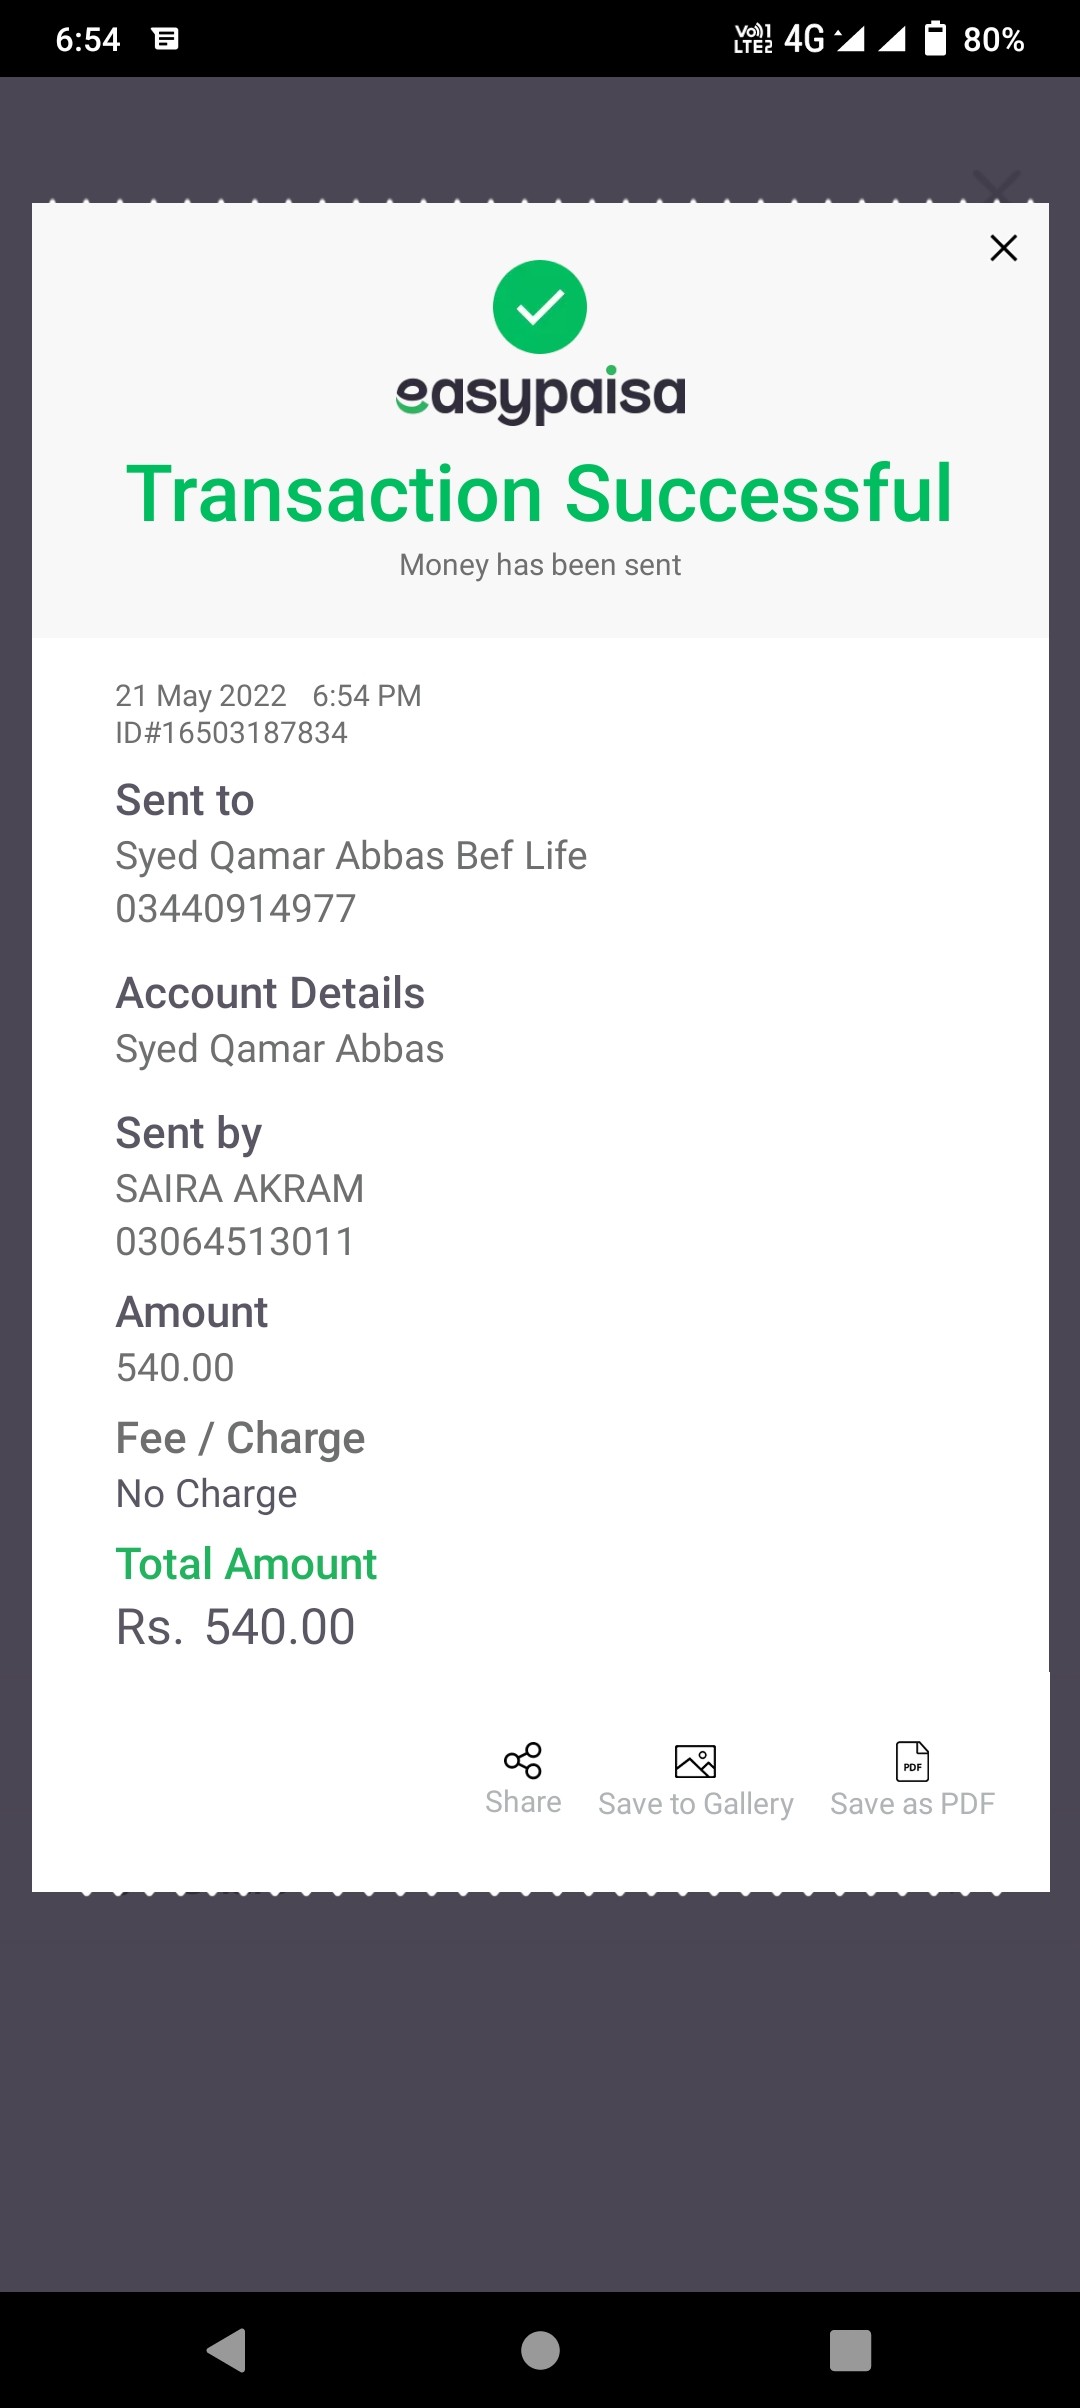 6:54
Vo))1 LTE2 4G 80%
easypaisa
Transaction Successful
Money has been sent
21 May 2022 6:54 PM
ID#16503187834
Sent to
Syed Qamar Abbas Bef Life
03440914977
Account Details
Syed Qamar Abbas
Sent by
SAIRA AKRAM
03064513011
Amount
540.00
Fee / Charge
No Charge
Total Amount
Rs. 540.00
PDF
Share Save to Gallery Save as PDF